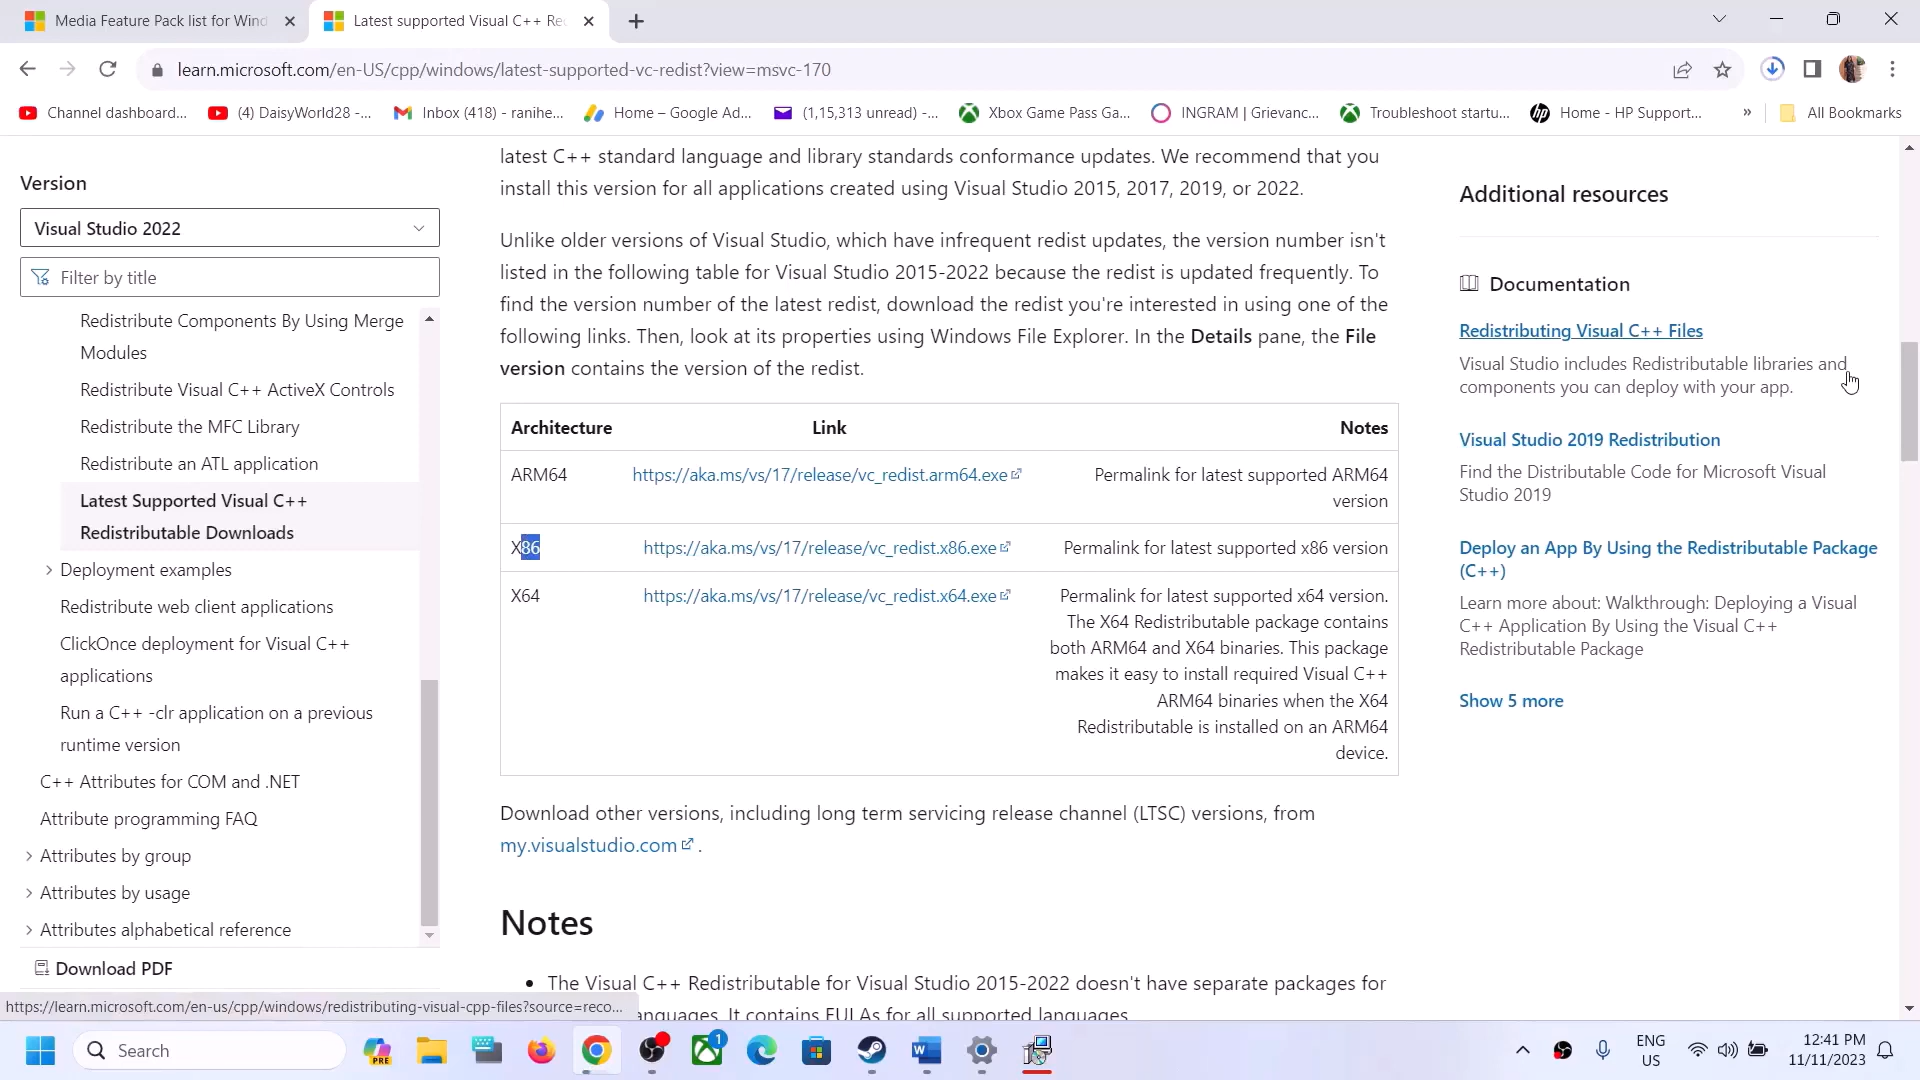 Media Feature Pack list for Wind
Latest supported Visual C++ Re
learn.microsoft.com/en-US/cpp/windows/latest-supported-vc-redist?view=msvc-170
Channel dashboard...
(4) DaisyWorld28 -...
Inbox (418) - ranihe...
Home – Google Ad...
(1,15,313 unread) -...
Xbox Game Pass Ga...
INGRAM | Grievanc...
Troubleshoot startu...
Home - HP Support...
»
All Bookmarks
Version
Visual Studio 2022
Filter by title
Redistribute Components By Using Merge
Modules
Redistribute Visual C++ ActiveX Controls
Redistribute the MFC Library
Redistribute an ATL application
Latest Supported Visual C++
Redistributable Downloads
Deployment examples
Redistribute web client applications
ClickOnce deployment for Visual C++
applications
Run a C++ -clr application on a previous
runtime version
C++ Attributes for COM and .NET
Attribute programming FAQ
Attributes by group
Attributes by usage
Attributes alphabetical reference
Download PDF
latest C++ standard language and library standards conformance updates. We recommend that you
install this version for all applications created using Visual Studio 2015, 2017, 2019, or 2022.
Unlike older versions of Visual Studio, which have infrequent redist updates, the version number isn't
listed in the following table for Visual Studio 2015-2022 because the redist is updated frequently. To
find the version number of the latest redist, download the redist you're interested in using one of the
following links. Then, look at its properties using Windows File Explorer. In the Details pane, the File
version contains the version of the redist.
Architecture Link Notes
ARM64 https://aka.ms/vs/17/release/vc_redist.arm64.exe Permalink for latest supported ARM64
version
X86 https://aka.ms/vs/17/release/vc_redist.x86.exe Permalink for latest supported x86 version
X64 https://aka.ms/vs/17/release/vc_redist.x64.exe Permalink for latest supported x64 version.
The X64 Redistributable package contains
both ARM64 and X64 binaries. This package
makes it easy to install required Visual C++
ARM64 binaries when the X64
Redistributable is installed on an ARM64
device.
Download other versions, including long term servicing release channel (LTSC) versions, from
my.visualstudio.com .
Notes
• The Visual C++ Redistributable for Visual Studio 2015-2022 doesn't have separate packages for
anguages. It contains EULAs for all supported languages.
Additional resources
Documentation
Redistributing Visual C++ Files
Visual Studio includes Redistributable libraries and
components you can deploy with your app.
Visual Studio 2019 Redistribution
Find the Distributable Code for Microsoft Visual
Studio 2019
Deploy an App By Using the Redistributable Package
(C++)
Learn more about: Walkthrough: Deploying a Visual
C++ Application By Using the Visual C++
Redistributable Package
Show 5 more
https://learn.microsoft.com/en-us/cpp/windows/redistributing-visual-cpp-files?source=reco...
Search
PRE
1
ENG
US
12:41 PM
11/11/2023